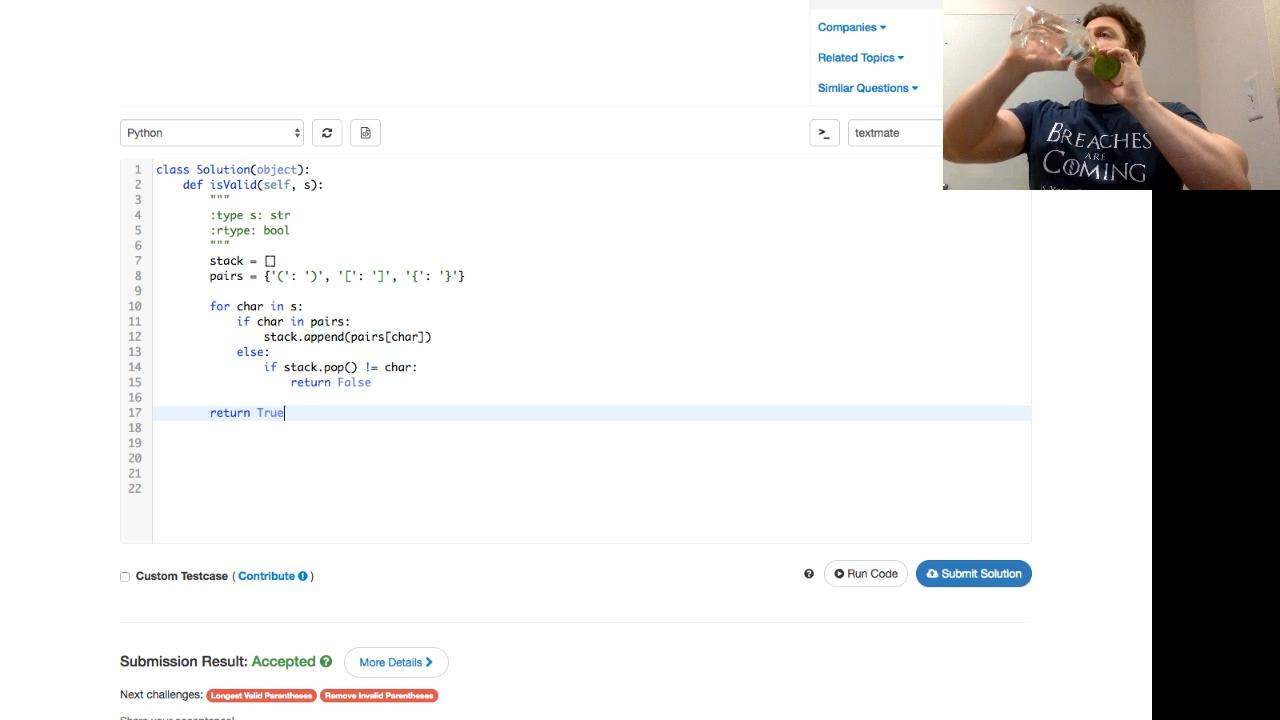 Companies
Related Topics
Similar Questions
BREACHES
ARE
COMING
Python
>_
textmate
1 class Solution(object):
2     def isValid(self, s):
3         """
4         :type s: str
5         :rtype: bool
6         """
7         stack = []
8         pairs = {'(': ')', '[': ']', '{': '}'}
9
10         for char in s:
11             if char in pairs:
12                 stack.append(pairs[char])
13             else:
14                 if stack.pop() != char:
15                     return False
16
17         return True
18
19
20
21
22
Custom Testcase ( Contribute )
Run Code
Submit Solution
Submission Result: Accepted
More Details
Next challenges: Longest Valid Parentheses Remove Invalid Parentheses
Share your acceptance!